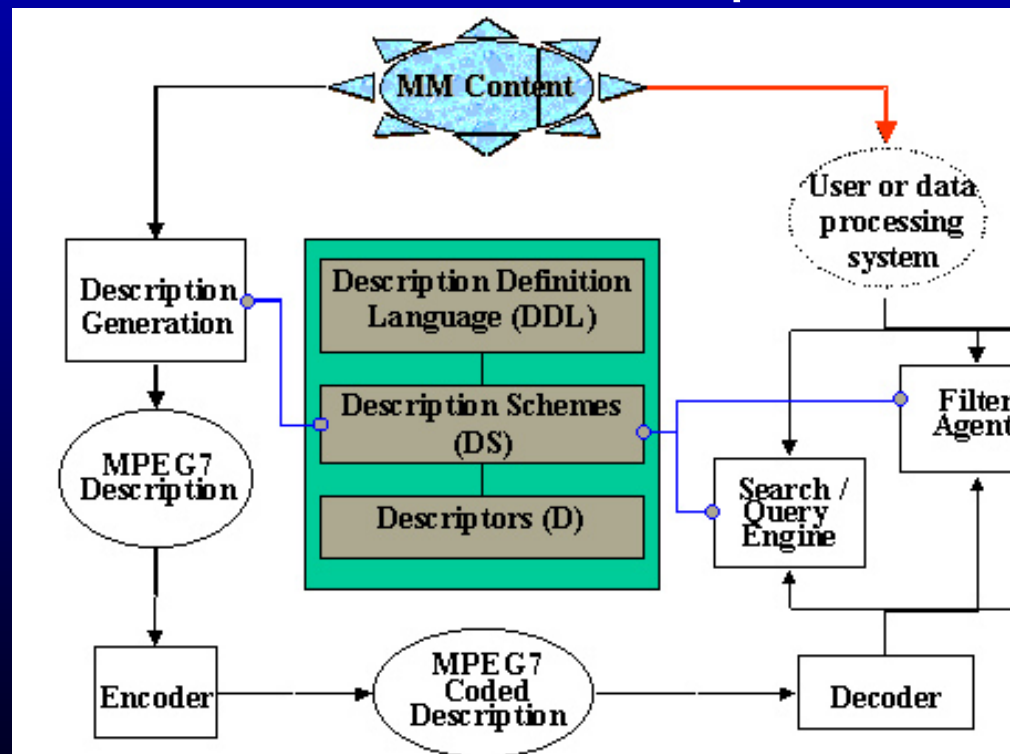 MM Content
User or data
processing
system
Description
Generation
Description Definition
Language (DDL)
Description Schemes
(DS)
Descriptors (D)
Filter
Agent
MPEG7
Description
Search /
Query
Engine
Encoder
MPEG7
Coded
Description
Decoder